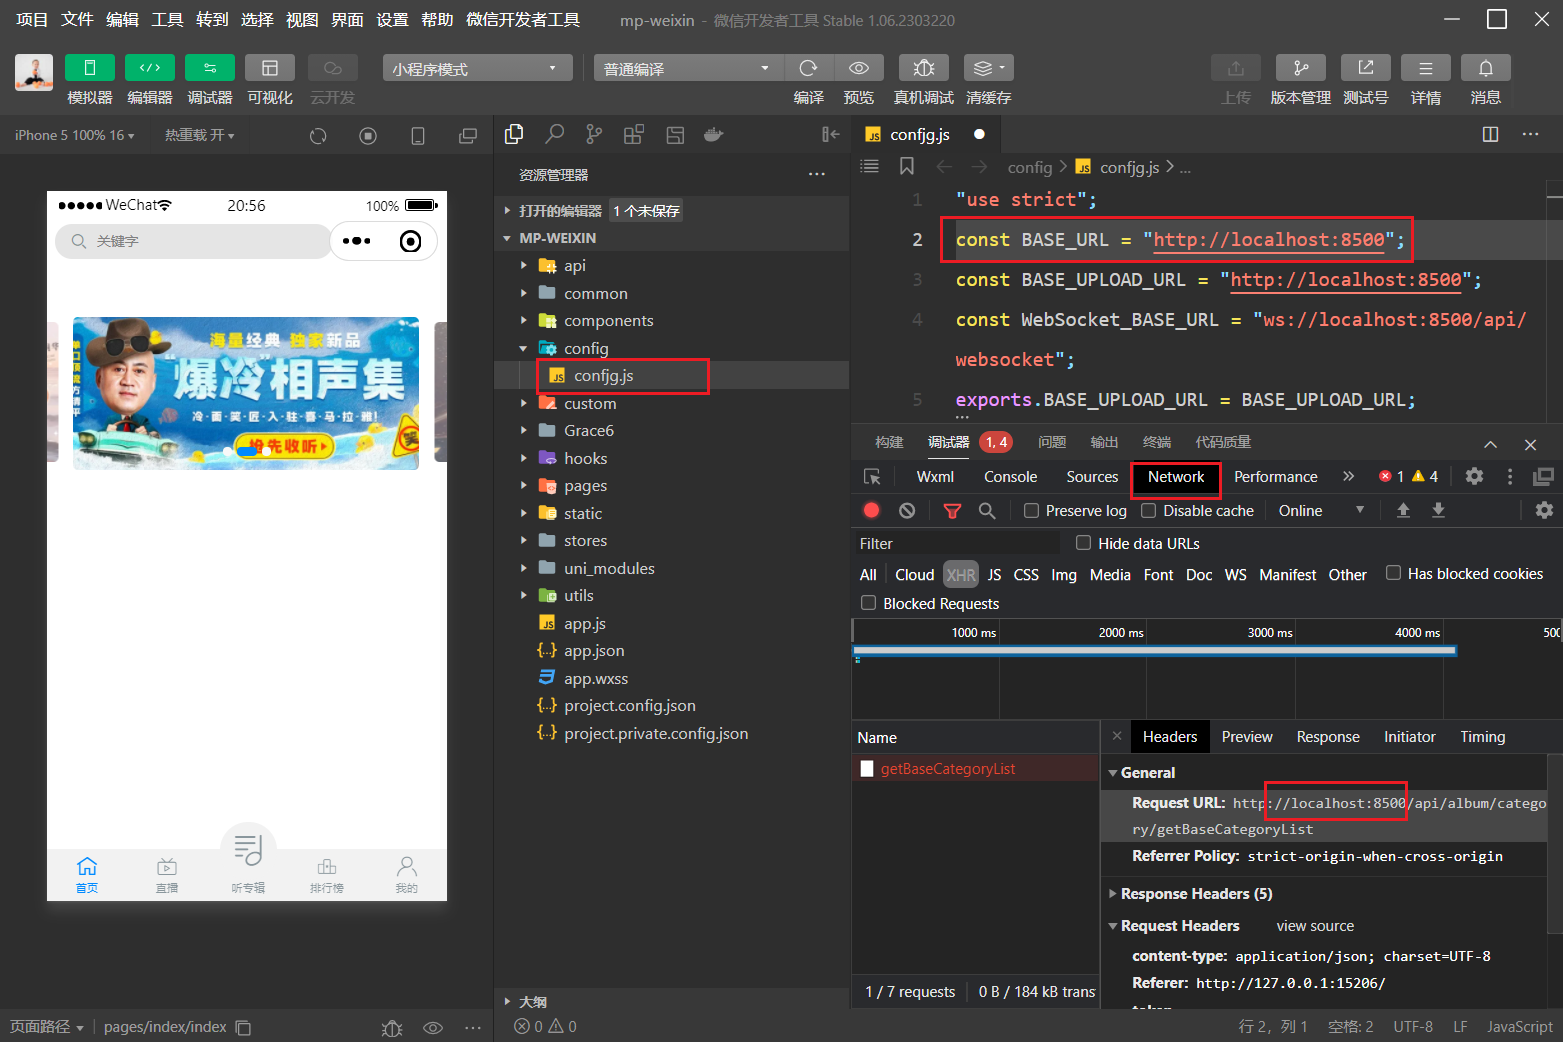 项目 文件 编辑 工具 转到 选择 视图 界面 设置 帮助 微信开发者工具 mp-weixin - 微信开发者工具 Stable 1.06.2303220
小程序模式 普通编译
模拟器 编辑器 调试器 可视化 云开发 编译 预览 真机调试 清缓存 上传 版本管理 测试号 详情 消息
iPhone 5 100% 16 热重载 开
WeChat 20:56 100%
关键字
海量经典 独家新品
“爆冷相声集
冷-面-笑-匠-入-驻-喜-马-拉-雅!
抢先收听
首页 直播 听专辑 排行榜 我的
页面路径 pages/index/index
资源管理器 ...
打开的编辑器 1 个未保存
MP-WEIXIN
api
common
components
config
confjg.js
custom
Grace6
hooks
pages
static
stores
uni_modules
utils
app.js
app.json
app.wxss
project.config.json
project.private.config.json
大纲
0 0
confjg.js
config > confjg.js > ...
1 "use strict";
2 const BASE_URL = "http://localhost:8500";
3 const BASE_UPLOAD_URL = "http://localhost:8500";
4 const WebSocket_BASE_URL = "ws://localhost:8500/api/
websocket";
5 exports.BASE_UPLOAD_URL = BASE_UPLOAD_URL;
构建 调试器 1, 4 问题 输出 终端 代码质量
Wxml Console Sources Network Performance » 1 4
Preserve log Disable cache Online
Filter Hide data URLs
All Cloud XHR JS CSS Img Media Font Doc WS Manifest Other Has blocked cookies
Blocked Requests
1000 ms 2000 ms 3000 ms 4000 ms 500
Name
getBaseCategoryList
1 / 7 requests 0 B / 184 kB trans
× Headers Preview Response Initiator Timing
General
Request URL: http://localhost:8500/api/album/catego
ry/getBaseCategoryList
Referrer Policy: strict-origin-when-cross-origin
Response Headers (5)
Request Headers view source
content-type: application/json; charset=UTF-8
Referer: http://127.0.0.1:15206/
行 2，列 1 空格: 2 UTF-8 LF JavaScript